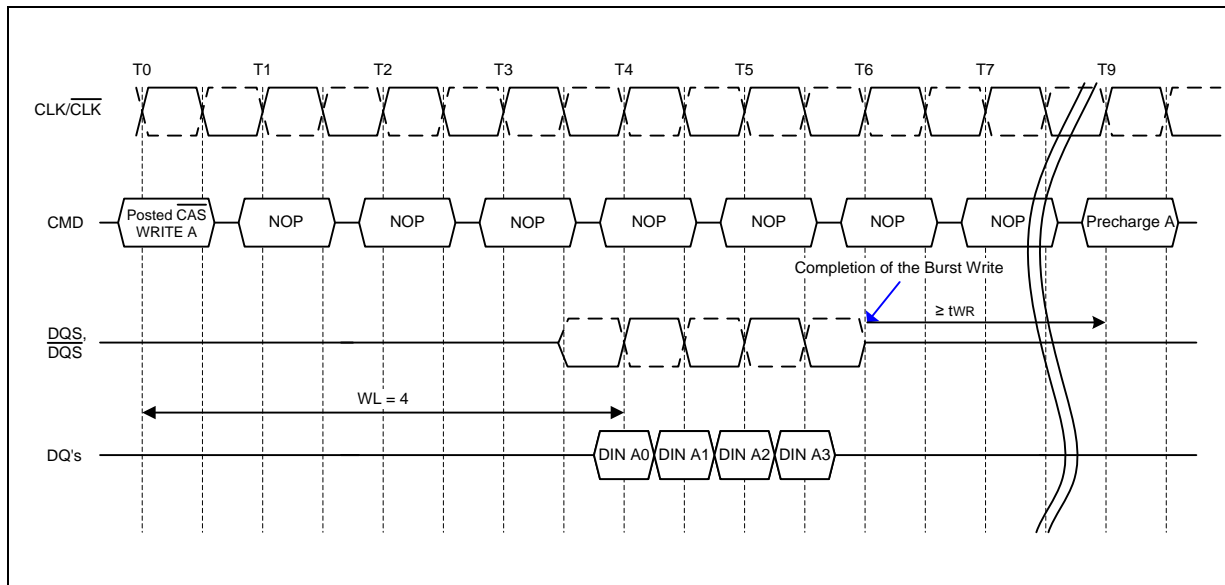 T0 T1 T2 T3 T4 T5 T6 T7 T9
CLK/CLK
CMD
Posted CAS
WRITE A
NOP NOP NOP NOP NOP NOP NOP Precharge A
Completion of the Burst Write
≥ tWR
DQS,
DQS
WL = 4
DQ's
DIN A0 DIN A1 DIN A2 DIN A3